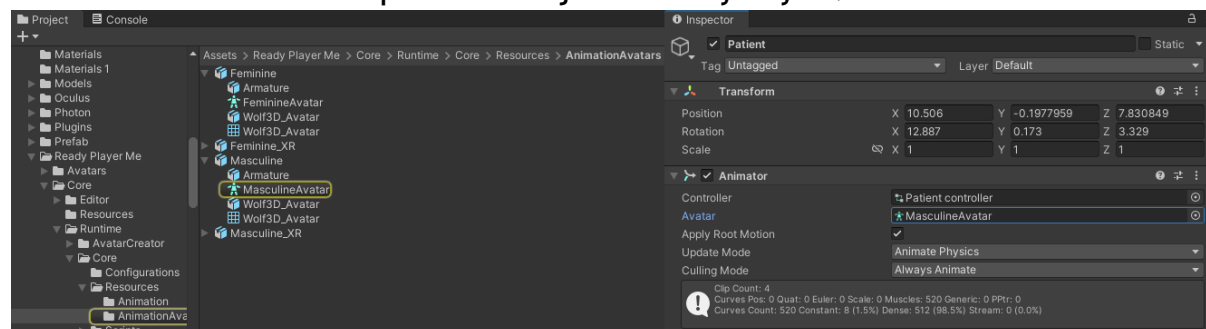 Project
Console
Materials
Materials 1
Models
Oculus
Photon
Plugins
Prefab
Ready Player Me
Avatars
Core
Editor
Resources
Runtime
AvatarCreator
Core
Configurations
Resources
Animation
AnimationAva
Assets > Ready Player Me > Core > Runtime > Core > Resources > AnimationAvatars
Feminine
Armature
FeminineAvatar
Wolf3D_Avatar
Wolf3D_Avatar
Feminine_XR
Masculine
Armature
MasculineAvatar
Wolf3D_Avatar
Wolf3D_Avatar
Masculine_XR
Inspector
Patient Static
Tag Untagged Layer Default
Transform
Position X 10.506 Y -0.1977959 Z 7.830849
Rotation X 12.887 Y 0.173 Z 3.329
Scale X 1 Y 1 Z 1
Animator
Controller Patient controller
Avatar MasculineAvatar
Apply Root Motion
Update Mode Animate Physics
Culling Mode Always Animate
Clip Count: 4
Curves Pos: 0 Quat: 0 Euler: 0 Scale: 0 Muscles: 520 Generic: 0 PPtr: 0
Curves Count: 520 Constant: 8 (1.5%) Dense: 512 (98.5%) Stream: 0 (0.0%)